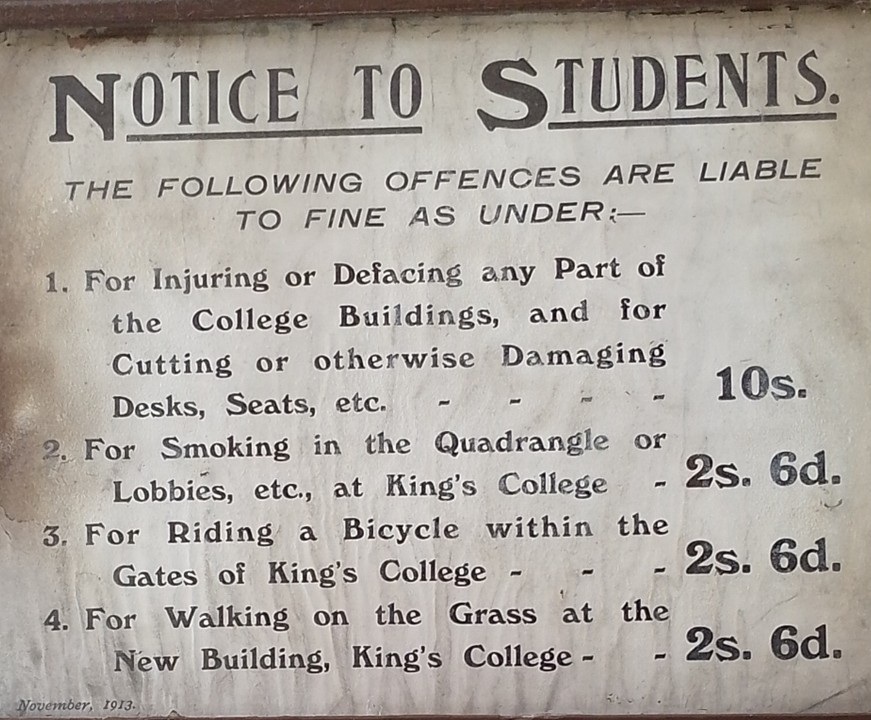 NOTICE TO STUDENTS.
THE FOLLOWING OFFENCES ARE LIABLE
TO FINE AS UNDER:—
1. For Injuring or Defacing any Part of
the College Buildings, and for
Cutting or otherwise Damaging
Desks, Seats, etc. - - - - 10s.
2. For Smoking in the Quadrangle or
Lobbies, etc., at King's College - 2s. 6d.
3. For Riding a Bicycle within the
Gates of King's College - - - 2s. 6d.
4. For Walking on the Grass at the
New Building, King's College - - 2s. 6d.
November, 1913.